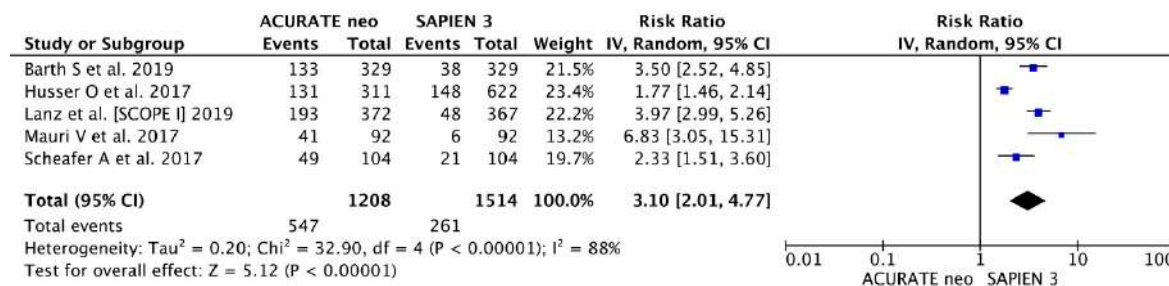 ACURATE neo SAPIEN 3 Risk Ratio Risk Ratio
Study or Subgroup Events Total Events Total Weight IV, Random, 95% CI IV, Random, 95% CI
Barth S et al. 2019 133 329 38 329 21.5% 3.50 [2.52, 4.85]
Husser O et al. 2017 131 311 148 622 23.4% 1.77 [1.46, 2.14]
Lanz et al. [SCOPE I] 2019 193 372 48 367 22.2% 3.97 [2.99, 5.26]
Mauri V et al. 2017 41 92 6 92 13.2% 6.83 [3.05, 15.31]
Scheafer A et al. 2017 49 104 21 104 19.7% 2.33 [1.51, 3.60]
Total (95% CI) 1208 1514 100.0% 3.10 [2.01, 4.77]
Total events 547 261
Heterogeneity: Tau² = 0.20; Chi² = 32.90, df = 4 (P < 0.00001); I² = 88%
Test for overall effect: Z = 5.12 (P < 0.00001)
0.01 0.1 1 10 100
ACURATE neo SAPIEN 3